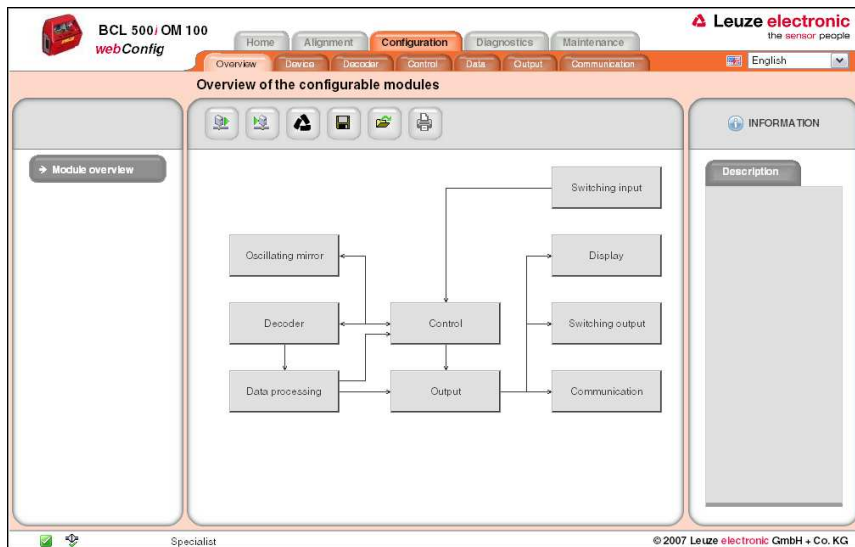 BCL 500i OM 100
webConfig
Leuze electronic
the sensor people
Home
Alignment
Configuration
Diagnostics
Maintenance
Overview
Device
Decoder
Control
Data
Output
Communication
English
Overview of the configurable modules
INFORMATION
Module overview
Description
Switching input
Oscillating mirror
Display
Decoder
Control
Switching output
Data processing
Output
Communication
Specialist
© 2007 Leuze electronic GmbH + Co. KG